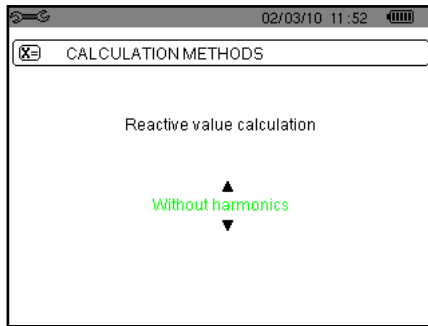 02/03/10 11:52
X= CALCULATION METHODS
Reactive value calculation
Without harmonics